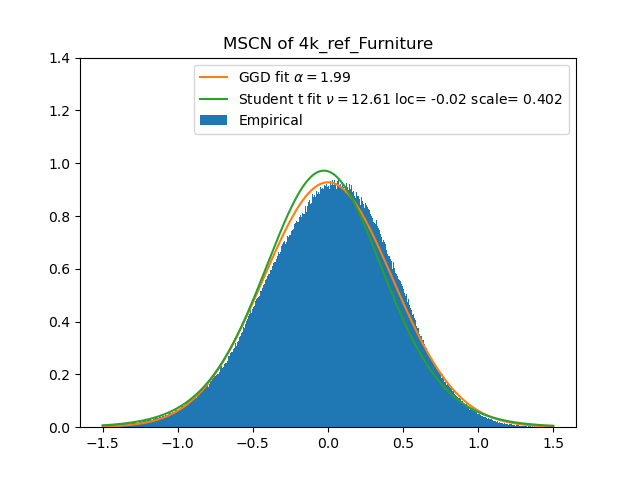 MSCN of 4k_ref_Furniture
GGD fit α = 1.99
Student t fit ν = 12.61 loc= -0.02 scale= 0.402
Empirical
1.4
1.2
1.0
0.8
0.6
0.4
0.2
0.0
−1.5 −1.0 −0.5 0.0 0.5 1.0 1.5